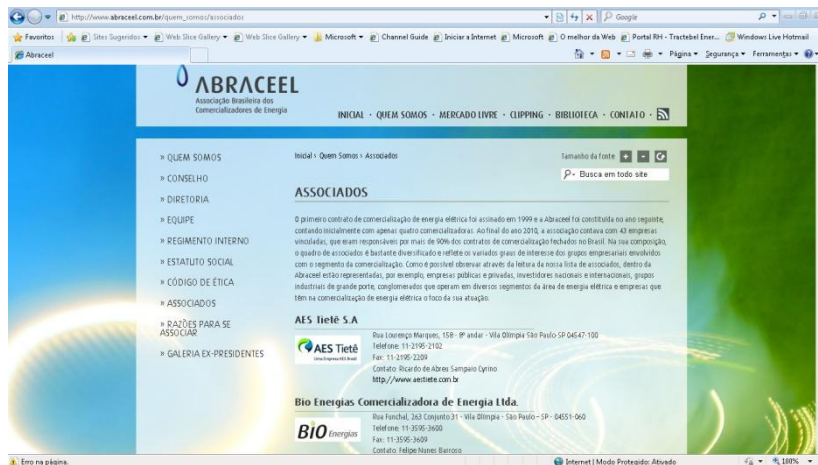 http://www.abraceel.com.br/quem_somos/associados
Google
Favoritos
Sites Sugeridos
Web Slice Gallery
Web Slice Gallery
Microsoft
Channel Guide
Iniciar a Internet
Microsoft
O melhor da Web
Portal RH - Tractebel Ener...
Windows Live Hotmail
Abraceel
Página
Segurança
Ferramentas
ABRACEEL
Associação Brasileira dos
Comercializadores de Energia
INICIAL · QUEM SOMOS · MERCADO LIVRE · CLIPPING · BIBLIOTECA · CONTATO ·
» QUEM SOMOS
» CONSELHO
» DIRETORIA
» EQUIPE
» REGIMENTO INTERNO
» ESTATUTO SOCIAL
» CÓDIGO DE ÉTICA
» ASSOCIADOS
» RAZÕES PARA SE
ASSOCIAR
» GALERIA EX-PRESIDENTES
Inicial › Quem Somos › Associados
Tamanho da fonte + -
Busca em todo site
ASSOCIADOS
O primeiro contrato de comercialização de energia elétrica foi assinado em 1999 e a Abraceel foi constituída no ano seguinte,
contando inicialmente com apenas quatro comercializadoras. Ao final do ano 2010, a associação contava com 43 empresas
vinculadas, que eram responsáveis por mais de 90% dos contratos de comercialização fechados no Brasil. Na sua composição,
o quadro de associados é bastante diversificado e reflete os variados graus de interesse dos grupos empresariais envolvidos
com o segmento da comercialização. Como é possível observar através da leitura da nossa lista de associados, dentro da
Abraceel estão representadas, por exemplo, empresas públicas e privadas, investidores nacionais e internacionais, grupos
industriais de grande porte, conglomerados que operam em diversos segmentos da área de energia elétrica e empresas que
têm na comercialização de energia elétrica o foco da sua atuação.
AES Tietê S.A
AES Tietê
Uma Empresa AES Brasil
Rua Lourenço Marques, 158 - 8º andar - Vila Olímpia São Paulo-SP 04547-100
Telefone: 11-2195-2102
Fax: 11-2195-2209
Contato: Ricardo de Abreu Sampaio Cyrino
http://www.aestiete.com.br
Bio Energias Comercializadora de Energia Ltda.
BiO Energias
Rua Funchal, 263 Conjunto 31 - Vila Olímpia - São Paulo – SP - 04551-060
Telefone: 11-3595-3600
Fax: 11-3595-3609
Contato: Felipe Nunes Barroso
Erro na página.
Internet | Modo Protegido: Ativado
180%